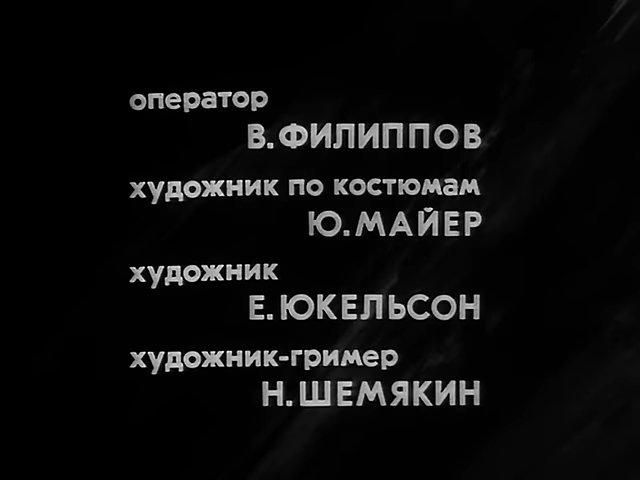 оператор
В.ФИЛИППОВ
художник по костюмам
Ю.МАЙЕР
художник
Е.ЮКЕЛЬСОН
художник-гример
Н.ШЕМЯКИН